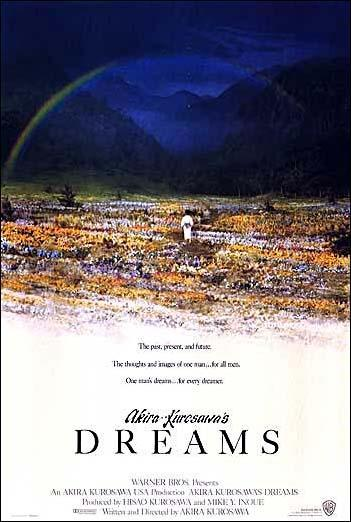 The past, present, and future.
The thoughts and images of one man...for all men.
One man's dreams...for every dreamer.
Akira Kurosawa's
DREAMS
WARNER BROS. Presents
An AKIRA KUROSAWA USA Production AKIRA KUROSAWA'S DREAMS
Produced by HISAO KUROSAWA and MIKE Y. INOUE
Written and Directed by AKIRA KUROSAWA